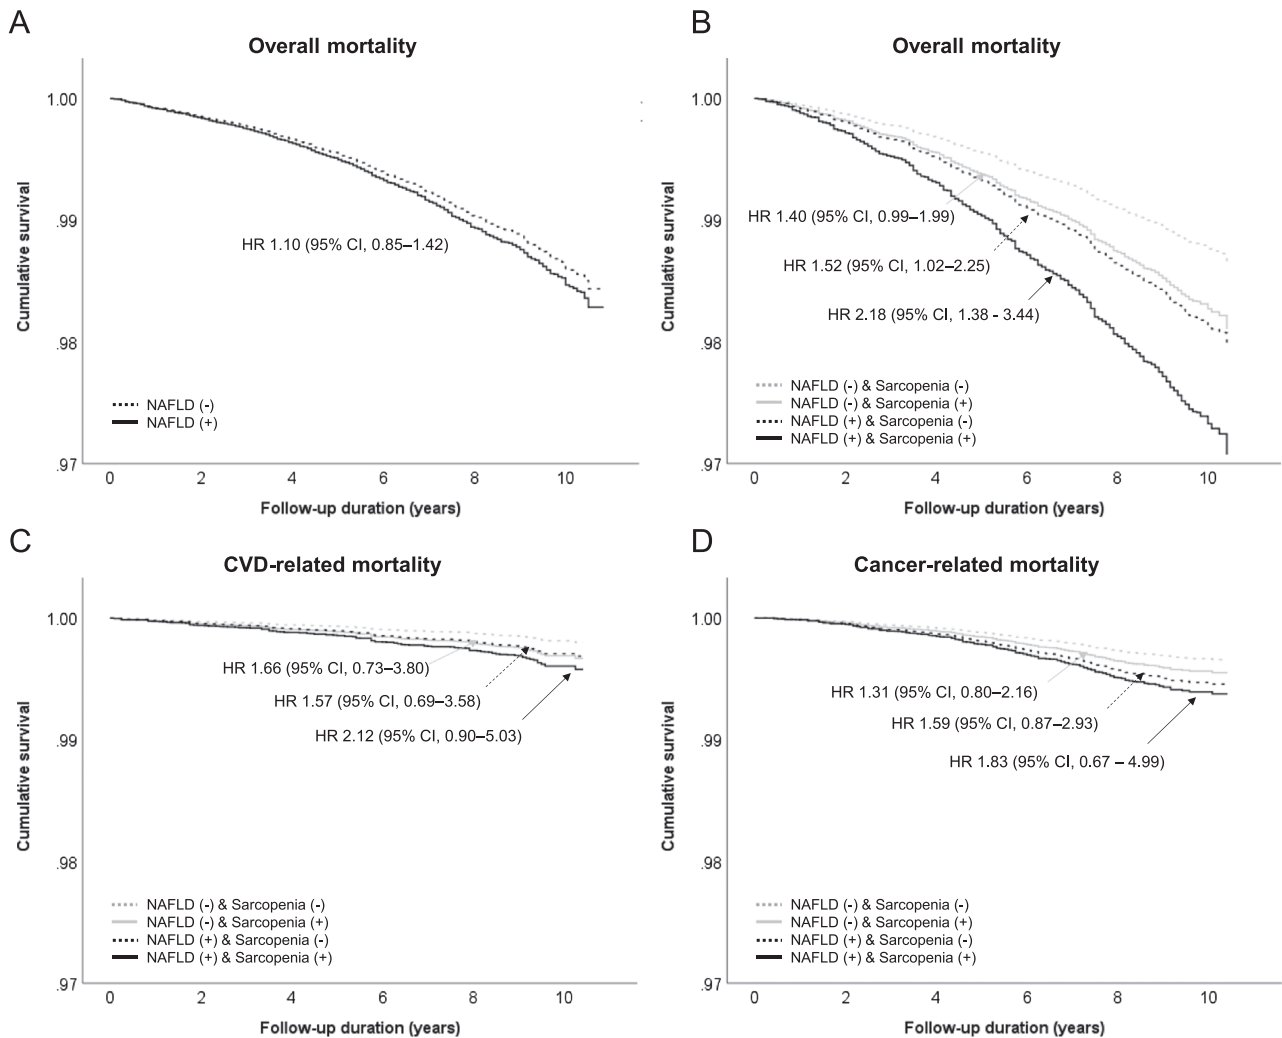 A
Overall mortality
Cumulative survival
1.00
.99
.98
.97
HR 1.10 (95% CI, 0.85–1.42)
NAFLD (-)
NAFLD (+)
0 2 4 6 8 10
Follow-up duration (years)
B
Overall mortality
Cumulative survival
1.00
.99
.98
.97
HR 1.40 (95% CI, 0.99–1.99)
HR 1.52 (95% CI, 1.02–2.25)
HR 2.18 (95% CI, 1.38 - 3.44)
NAFLD (-) & Sarcopenia (-)
NAFLD (-) & Sarcopenia (+)
NAFLD (+) & Sarcopenia (-)
NAFLD (+) & Sarcopenia (+)
0 2 4 6 8 10
Follow-up duration (years)
C
CVD-related mortality
Cumulative survival
1.00
.99
.98
.97
HR 1.66 (95% CI, 0.73–3.80)
HR 1.57 (95% CI, 0.69–3.58)
HR 2.12 (95% CI, 0.90–5.03)
NAFLD (-) & Sarcopenia (-)
NAFLD (-) & Sarcopenia (+)
NAFLD (+) & Sarcopenia (-)
NAFLD (+) & Sarcopenia (+)
0 2 4 6 8 10
Follow-up duration (years)
D
Cancer-related mortality
Cumulative survival
1.00
.99
.98
.97
HR 1.31 (95% CI, 0.80–2.16)
HR 1.59 (95% CI, 0.87–2.93)
HR 1.83 (95% CI, 0.67 – 4.99)
NAFLD (-) & Sarcopenia (-)
NAFLD (-) & Sarcopenia (+)
NAFLD (+) & Sarcopenia (-)
NAFLD (+) & Sarcopenia (+)
0 2 4 6 8 10
Follow-up duration (years)